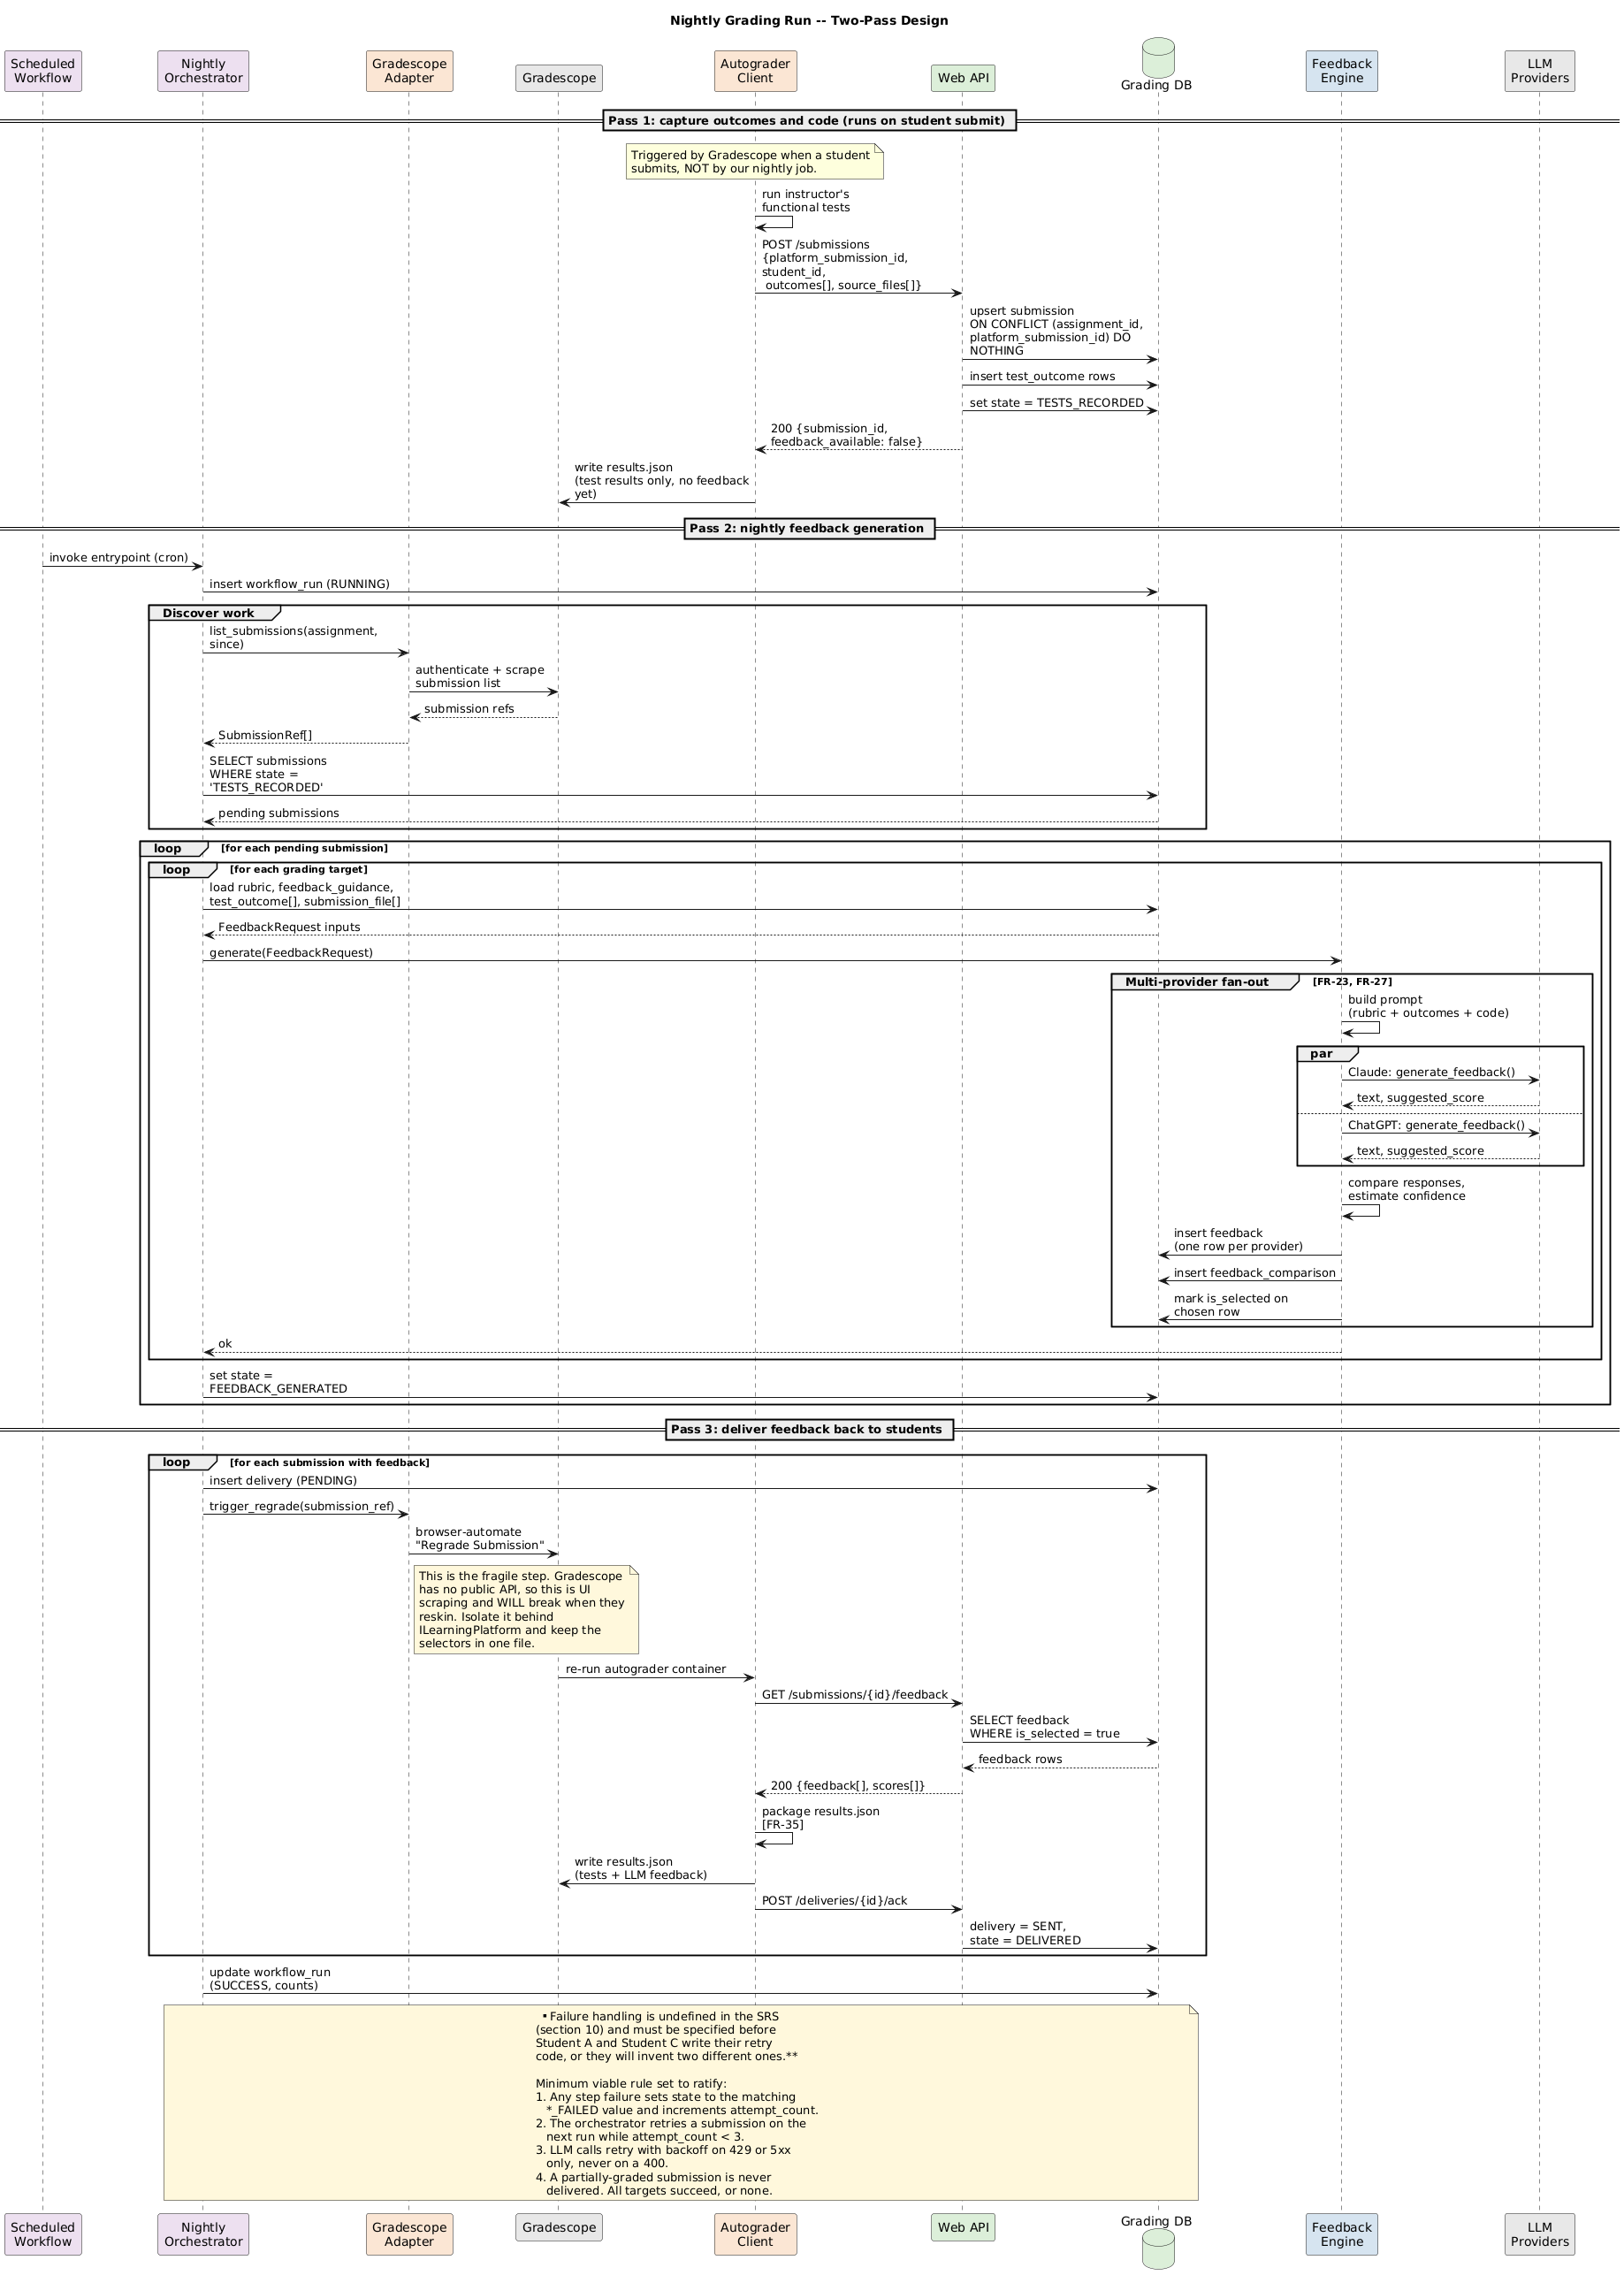 Nightly Grading Run -- Two-Pass Design
Scheduled
Workflow
Nightly
Orchestrator
Gradescope
Adapter
Gradescope
Autograder
Client
Web API
Grading DB
Feedback
Engine
LLM
Providers
Pass 1: capture outcomes and code (runs on student submit)
Triggered by Gradescope when a student
submits, NOT by our nightly job.
run instructor's
functional tests
POST /submissions
{platform_submission_id,
student_id,
outcomes[], source_files[]}
upsert submission
ON CONFLICT (assignment_id,
platform_submission_id) DO
NOTHING
insert test_outcome rows
set state = TESTS_RECORDED
200 {submission_id,
feedback_available: false}
write results.json
(test results only, no feedback
yet)
Pass 2: nightly feedback generation
invoke entrypoint (cron)
insert workflow_run (RUNNING)
Discover work
list_submissions(assignment,
since)
authenticate + scrape
submission list
submission refs
SubmissionRef[]
SELECT submissions
WHERE state =
'TESTS_RECORDED'
pending submissions
loop [for each pending submission]
loop [for each grading target]
load rubric, feedback_guidance,
test_outcome[], submission_file[]
FeedbackRequest inputs
generate(FeedbackRequest)
Multi-provider fan-out [FR-23, FR-27]
build prompt
(rubric + outcomes + code)
par
Claude: generate_feedback()
text, suggested_score
ChatGPT: generate_feedback()
text, suggested_score
compare responses,
estimate confidence
insert feedback
(one row per provider)
insert feedback_comparison
mark is_selected on
chosen row
ok
set state =
FEEDBACK_GENERATED
Pass 3: deliver feedback back to students
loop [for each submission with feedback]
insert delivery (PENDING)
trigger_regrade(submission_ref)
browser-automate
"Regrade Submission"
This is the fragile step. Gradescope
has no public API, so this is UI
scraping and WILL break when they
reskin. Isolate it behind
ILearningPlatform and keep the
selectors in one file.
re-run autograder container
GET /submissions/{id}/feedback
SELECT feedback
WHERE is_selected = true
feedback rows
200 {feedback[], scores[]}
package results.json
[FR-35]
write results.json
(tests + LLM feedback)
POST /deliveries/{id}/ack
delivery = SENT,
state = DELIVERED
update workflow_run
(SUCCESS, counts)
• Failure handling is undefined in the SRS
(section 10) and must be specified before
Student A and Student C write their retry
code, or they will invent two different ones.**
Minimum viable rule set to ratify:
1. Any step failure sets state to the matching
*_FAILED value and increments attempt_count.
2. The orchestrator retries a submission on the
next run while attempt_count < 3.
3. LLM calls retry with backoff on 429 or 5xx
only, never on a 400.
4. A partially-graded submission is never
delivered. All targets succeed, or none.
Scheduled
Workflow
Nightly
Orchestrator
Gradescope
Adapter
Gradescope
Autograder
Client
Web API
Grading DB
Feedback
Engine
LLM
Providers